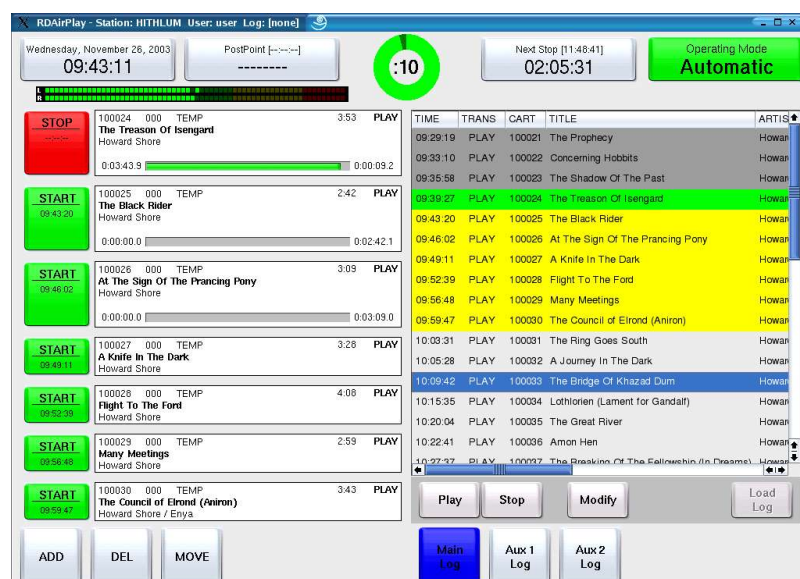 RDAirPlay - Station: HITHLUM User: user Log: [none]
Wednesday, November 26, 2003
09:43:11
PostPoint [--:--:--]
--------
:10
Next Stop [11:48:41]
02:05:31
Operating Mode
Automatic
L
R
STOP
--:--:--
100024 000 TEMP 3:53 PLAY
The Treason Of Isengard
Howard Shore
0:03:43.9 0:00:09.2
START
09:43:20
100025 000 TEMP 2:42 PLAY
The Black Rider
Howard Shore
0:00:00.0 0:02:42.1
START
09:46:02
100026 000 TEMP 3:09 PLAY
At The Sign Of The Prancing Pony
Howard Shore
0:00:00.0 0:03:09.0
START
09:49:11
100027 000 TEMP 3:28 PLAY
A Knife In The Dark
Howard Shore
START
09:52:39
100028 000 TEMP 4:08 PLAY
Flight To The Ford
Howard Shore
START
09:56:48
100029 000 TEMP 2:59 PLAY
Many Meetings
Howard Shore
START
09:59:47
100030 000 TEMP 3:43 PLAY
The Council of Elrond (Aniron)
Howard Shore / Enya
ADD DEL MOVE
TIME TRANS CART TITLE ARTIS
09:29:19 PLAY 100021 The Prophecy Howar
09:33:10 PLAY 100022 Concerning Hobbits Howar
09:35:58 PLAY 100023 The Shadow Of The Past Howar
09:39:27 PLAY 100024 The Treason Of Isengard Howar
09:43:20 PLAY 100025 The Black Rider Howar
09:46:02 PLAY 100026 At The Sign Of The Prancing Pony Howar
09:49:11 PLAY 100027 A Knife In The Dark Howar
09:52:39 PLAY 100028 Flight To The Ford Howar
09:56:48 PLAY 100029 Many Meetings Howar
09:59:47 PLAY 100030 The Council of Elrond (Aniron) Howar
10:03:31 PLAY 100031 The Ring Goes South Howar
10:05:28 PLAY 100032 A Journey In The Dark Howar
10:09:42 PLAY 100033 The Bridge Of Khazad Dum Howar
10:15:35 PLAY 100034 Lothlorien (Lament for Gandalf) Howar
10:20:04 PLAY 100035 The Great River Howar
10:22:41 PLAY 100036 Amon Hen Howar
10:27:37 PLAY 100037 The Breaking Of The Fellowship (In Dreams) Howar
Play Stop Modify Load Log
Main Log Aux 1 Log Aux 2 Log